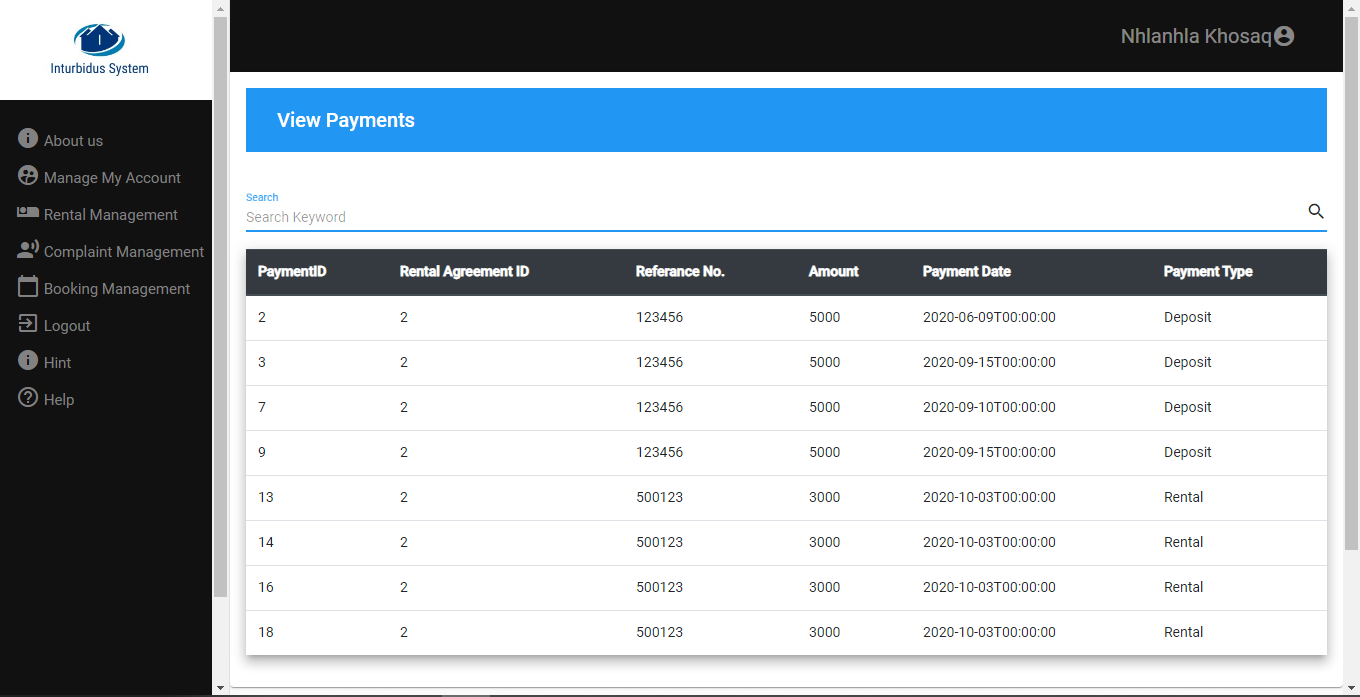 Inturbidus System
About us
Manage My Account
Rental Management
Complaint Management
Booking Management
Logout
Hint
Help
Nhlanhla Khosaq
View Payments
Search
Search Keyword
PaymentID Rental Agreement ID Referance No. Amount Payment Date Payment Type
2 2 123456 5000 2020-06-09T00:00:00 Deposit
3 2 123456 5000 2020-09-15T00:00:00 Deposit
7 2 123456 5000 2020-09-10T00:00:00 Deposit
9 2 123456 5000 2020-09-15T00:00:00 Deposit
13 2 500123 3000 2020-10-03T00:00:00 Rental
14 2 500123 3000 2020-10-03T00:00:00 Rental
16 2 500123 3000 2020-10-03T00:00:00 Rental
18 2 500123 3000 2020-10-03T00:00:00 Rental